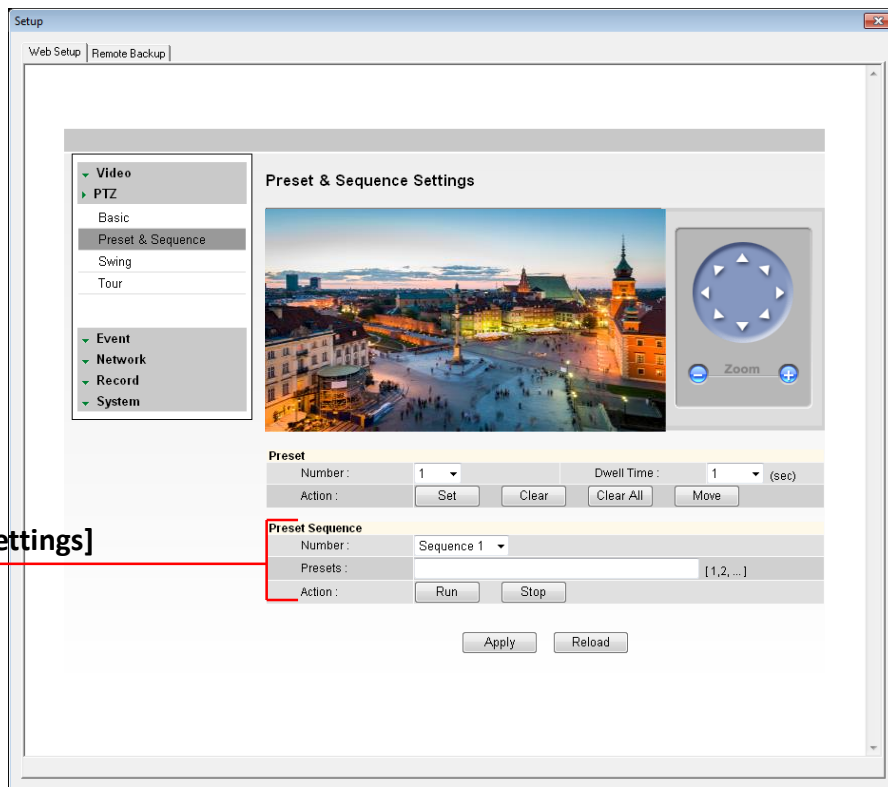 Setup
Web Setup
Remote Backup
Video
PTZ
Basic
Preset & Sequence
Swing
Tour
Event
Network
Record
System
Preset & Sequence Settings
Zoom
Preset
Number : 1 Dwell Time : 1 (sec)
Action : Set Clear Clear All Move
ettings]
Preset Sequence
Number : Sequence 1
Presets : [ 1,2, ... ]
Action : Run Stop
Apply Reload